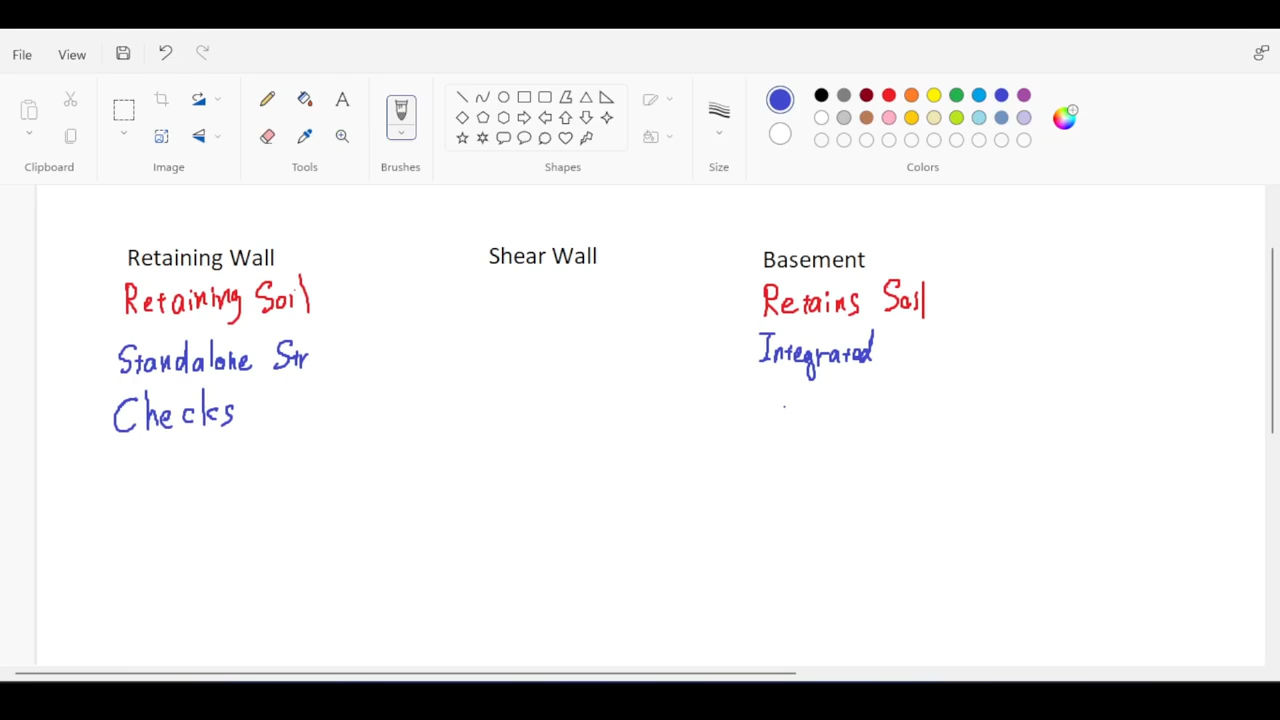 File View
Clipboard Image Tools Brushes Shapes Size Colors
Retaining Wall Shear Wall Basement
Retaining Soil Retains Soil
Standalone Str Integrated
Checks